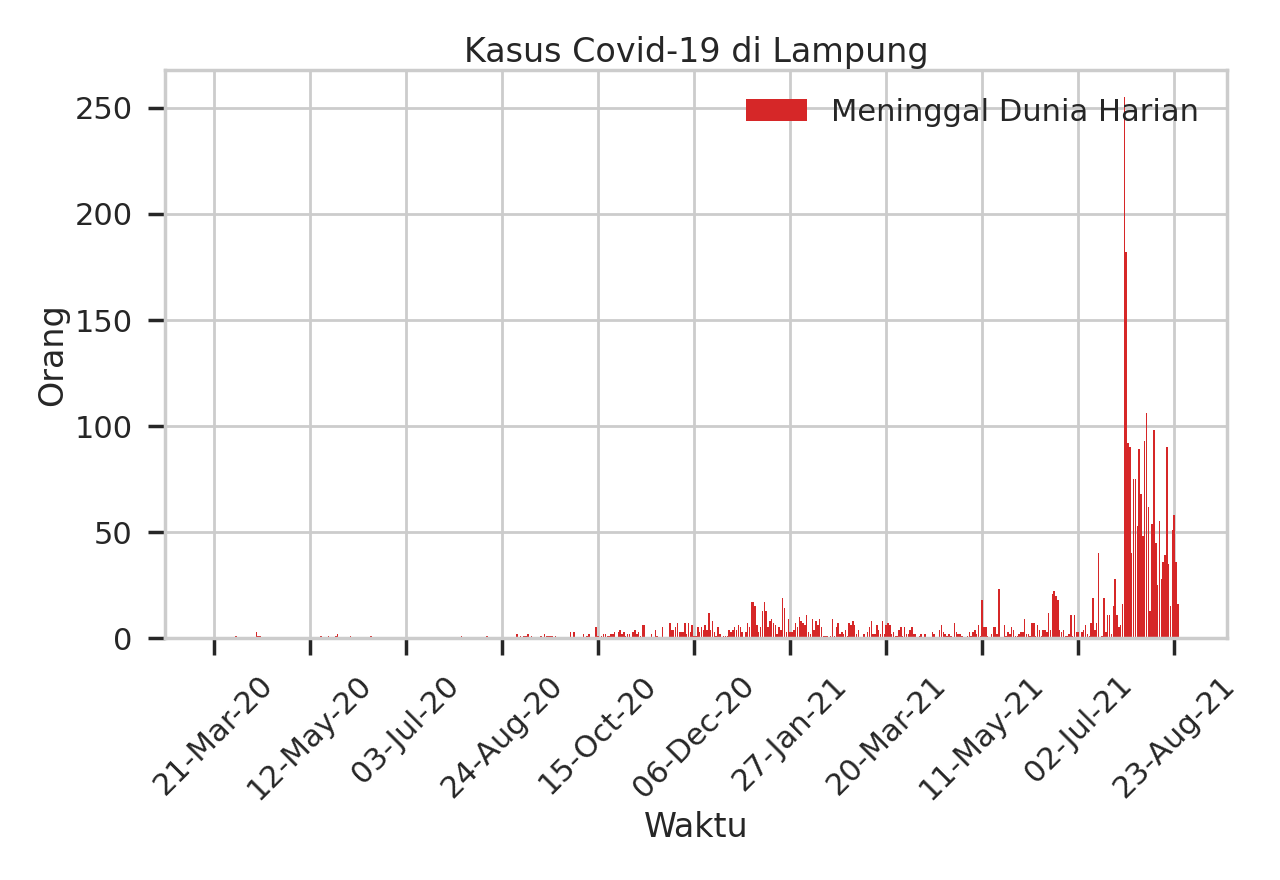 Kasus Covid-19 di Lampung
Meninggal Dunia Harian
250
200
150
100
50
0
Orang
21-Mar-20
12-May-20
03-Jul-20
24-Aug-20
15-Oct-20
06-Dec-20
27-Jan-21
20-Mar-21
11-May-21
02-Jul-21
23-Aug-21
Waktu